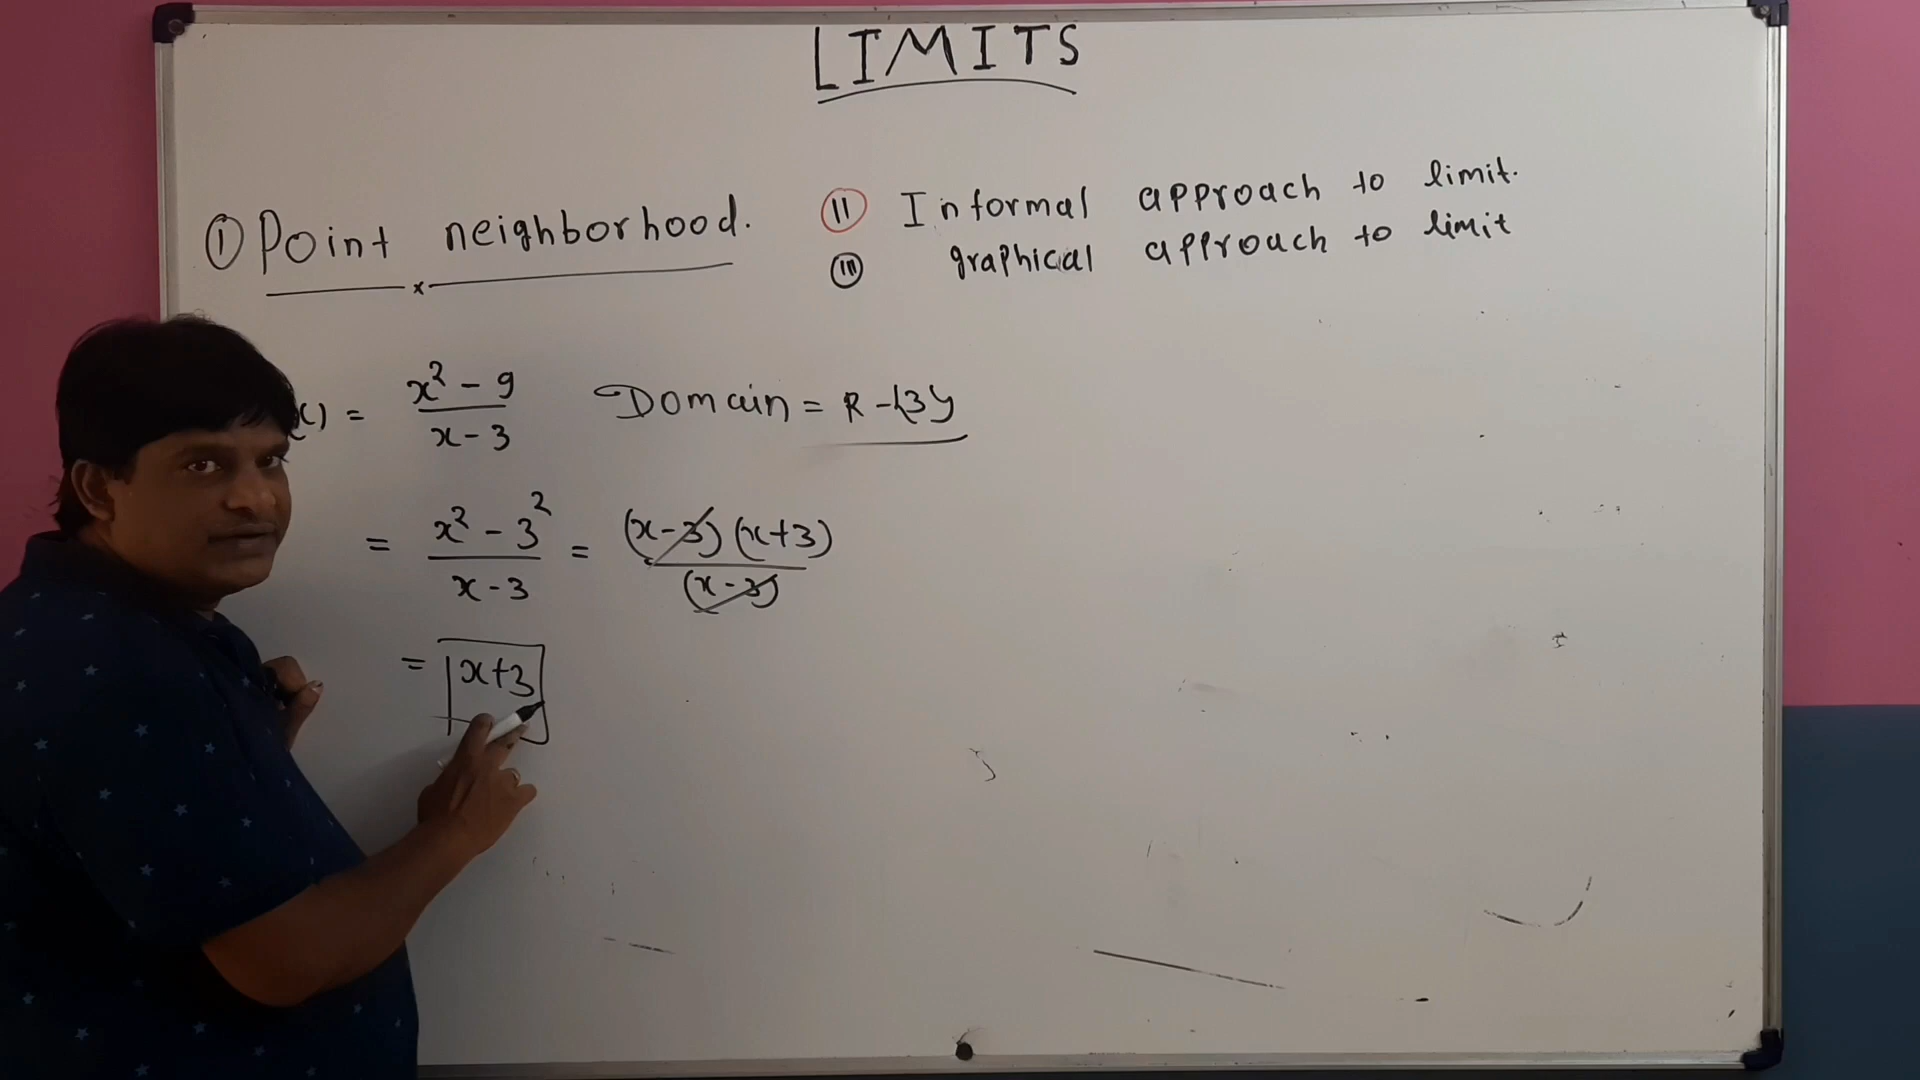 LIMITS
① Point neighborhood.
Ⅱ Informal approach to limit.
Ⅲ graphical approach to limit
x) = x² - 9 / x - 3 Domain = R - {3}
= x² - 3² / x - 3 = (x-3)(x+3) / (x-3)
= x+3